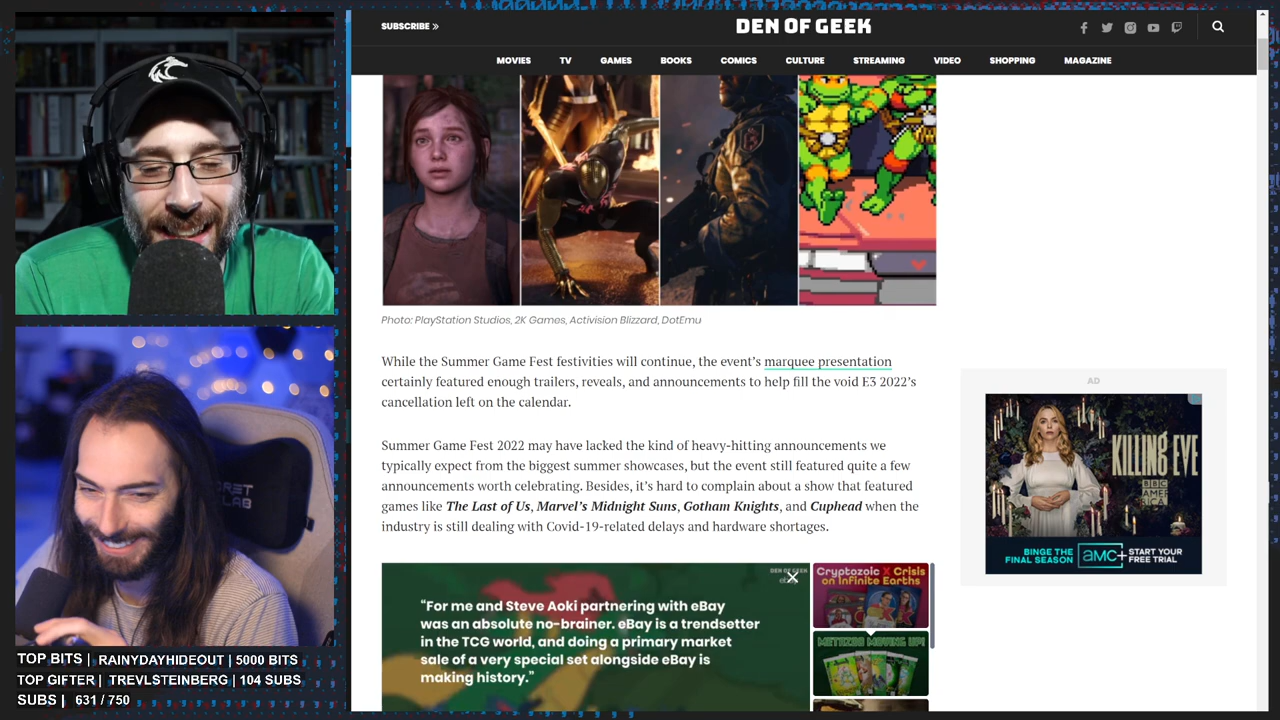 SUBSCRIBE »
DEN OF GEEK
MOVIES TV GAMES BOOKS COMICS CULTURE STREAMING VIDEO SHOPPING MAGAZINE
Photo: PlayStation Studios, 2K Games, Activision Blizzard, DotEmu
While the Summer Game Fest festivities will continue, the event’s marquee presentation
certainly featured enough trailers, reveals, and announcements to help fill the void E3 2022’s
cancellation left on the calendar.
Summer Game Fest 2022 may have lacked the kind of heavy-hitting announcements we
typically expect from the biggest summer showcases, but the event still featured quite a few
announcements worth celebrating. Besides, it’s hard to complain about a show that featured
games like The Last of Us, Marvel’s Midnight Suns, Gotham Knights, and Cuphead when the
industry is still dealing with Covid-19-related delays and hardware shortages.
AD
KILLING EVE
BBC
BINGE THE
FINAL SEASON
amc+
START YOUR
FREE TRIAL
DEN OF GEEK
“For me and Steve Aoki partnering with eBay
was an absolute no-brainer. eBay is a trendsetter
in the TCG world, and doing a primary market
sale of a very special set alongside eBay is
making history.”
Cryptozoic X Crisis
on Infinite Earths
METAZOO MOVING UP!
TOP BITS | RAINYDAYHIDEOUT | 5000 BITS
TOP GIFTER | TREVLSTEINBERG | 104 SUBS
SUBS | 631 / 750